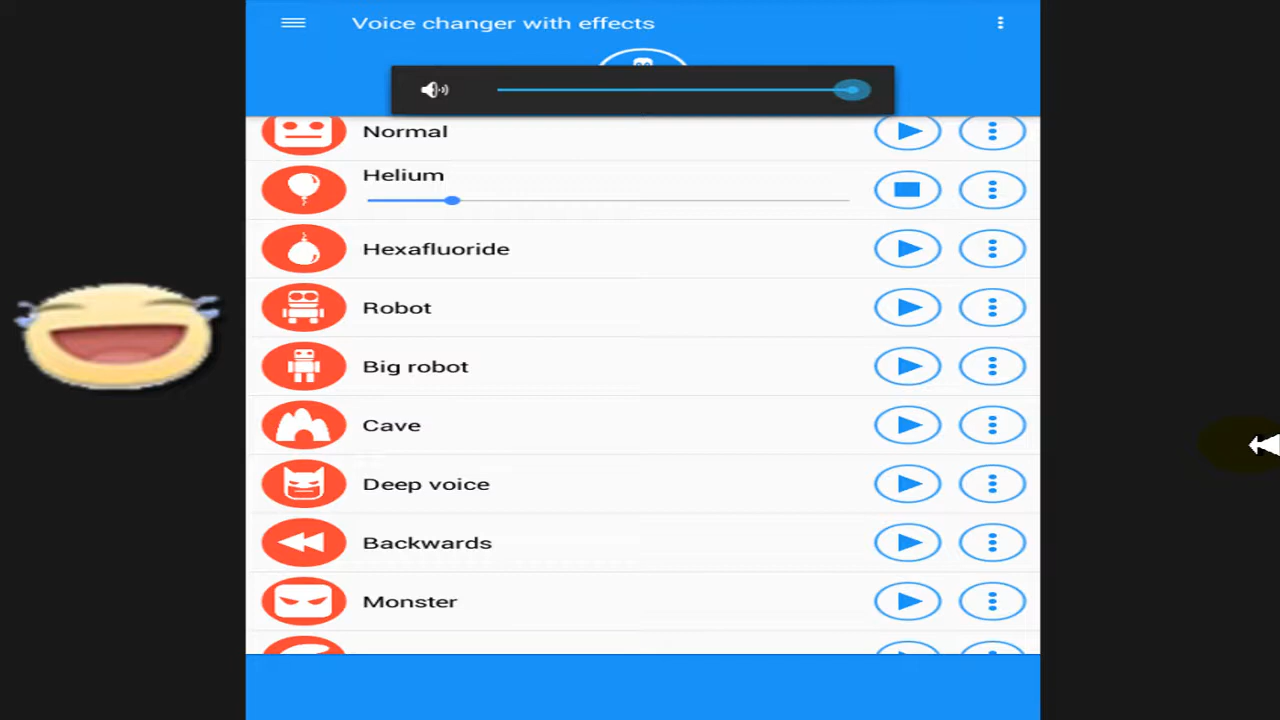 Voice changer with effects
Normal
Helium
Hexafluoride
Robot
Big robot
Cave
Deep voice
Backwards
Monster